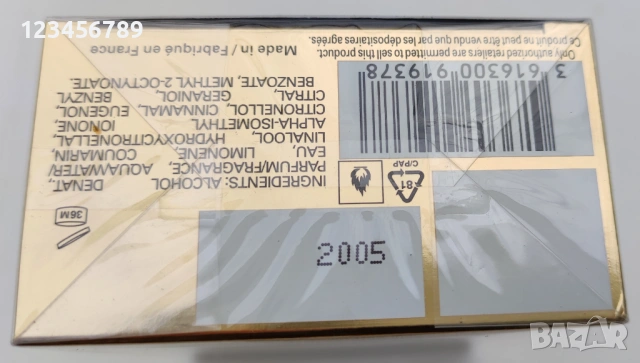 123456789
Only authorized retailers are permitted to sell this product.
Ce produit ne peut être vendu que par les dépositaires agréés.
Made in / Fabriqué en France
3 616300 919378
INGREDIENTS: ALCOHOL DENAT.,
PARFUM/FRAGRANCE, AQUA/WATER/
EAU, LIMONENE, COUMARIN,
LINALOOL, HYDROXYCITRONELLAL,
ALPHA-ISOMETHYL IONONE,
CITRONELLOL, CINNAMAL, EUGENOL,
CITRAL, GERANIOL, BENZYL
BENZOATE, METHYL 2-OCTYNOATE.
81
C/PAP
36M
2005
BAZAR